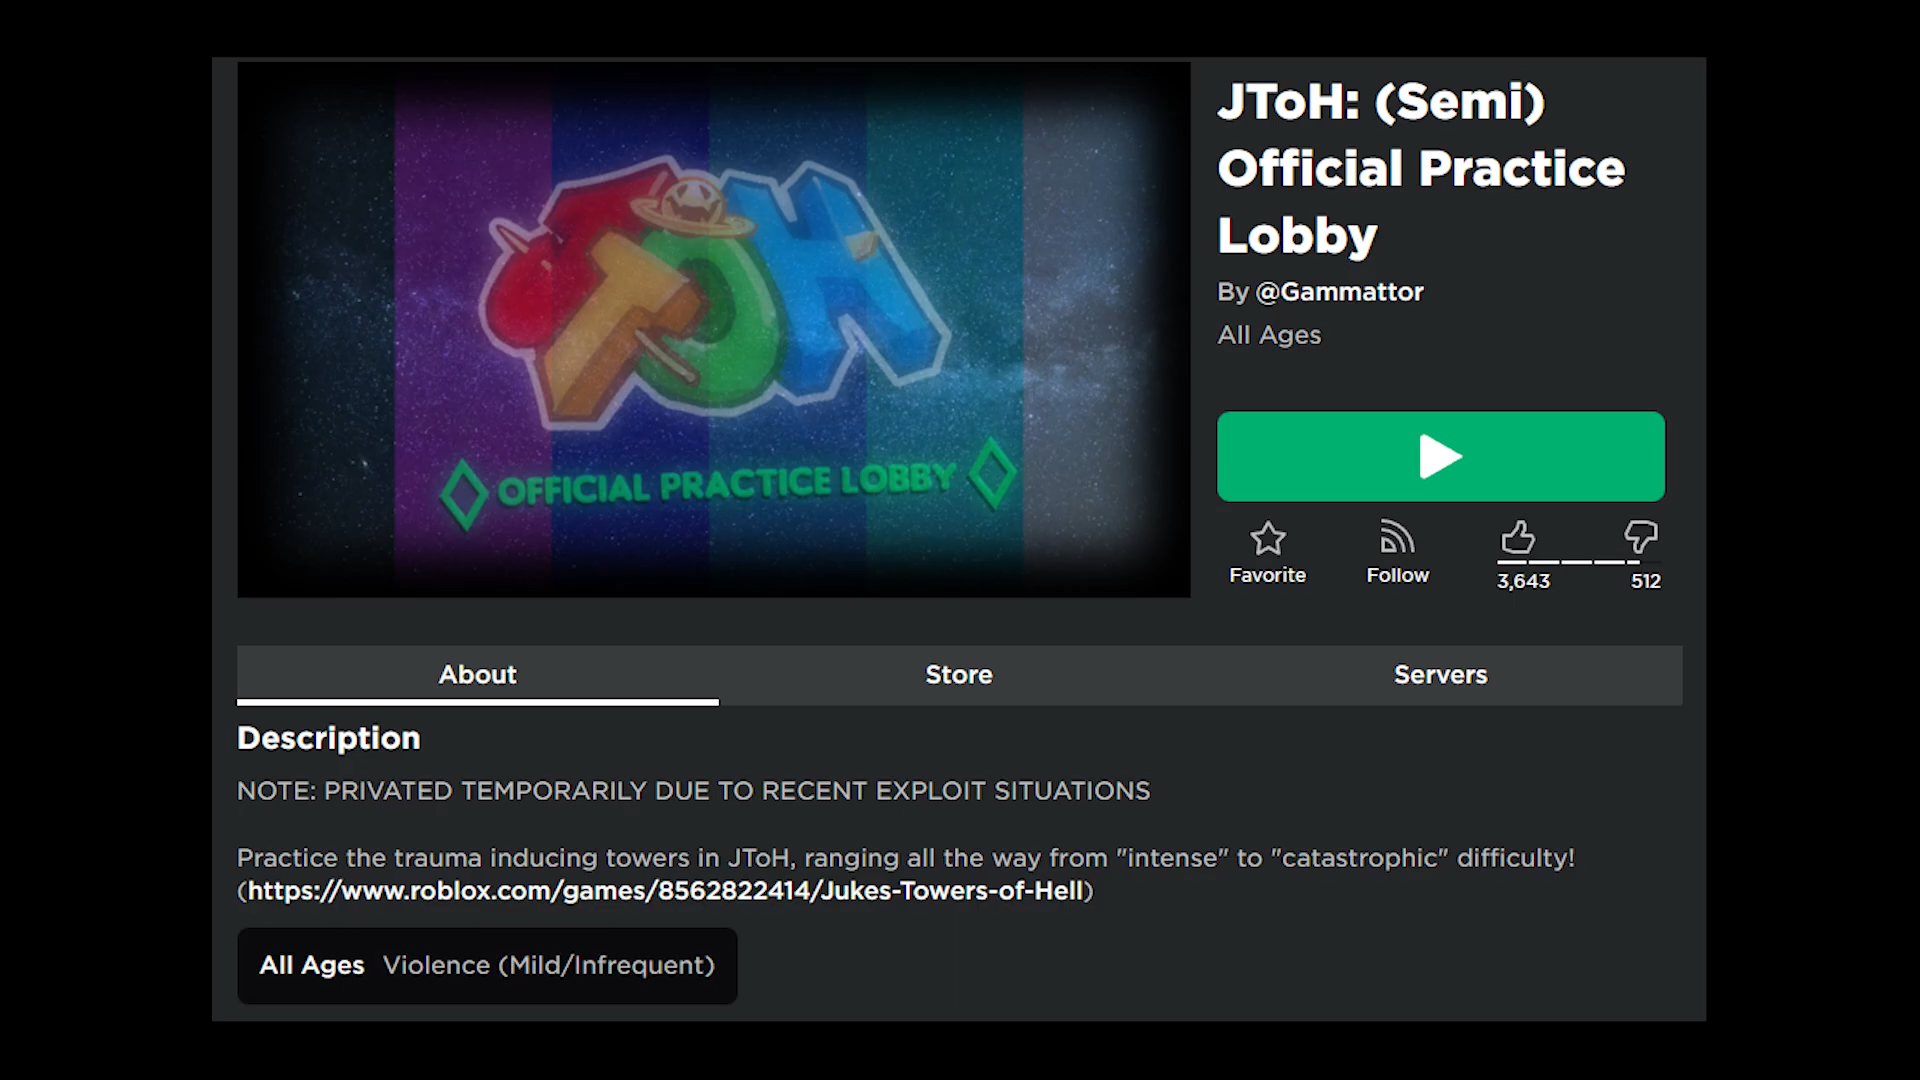 JToH: (Semi)
Official Practice
Lobby
By @Gammattor
All Ages
JTOH
OFFICIAL PRACTICE LOBBY
Favorite
Follow
3,643
512
About
Store
Servers
Description
NOTE: PRIVATED TEMPORARILY DUE TO RECENT EXPLOIT SITUATIONS
Practice the trauma inducing towers in JToH, ranging all the way from "intense" to "catastrophic" difficulty!
(https://www.roblox.com/games/8562822414/Jukes-Towers-of-Hell)
All Ages Violence (Mild/Infrequent)